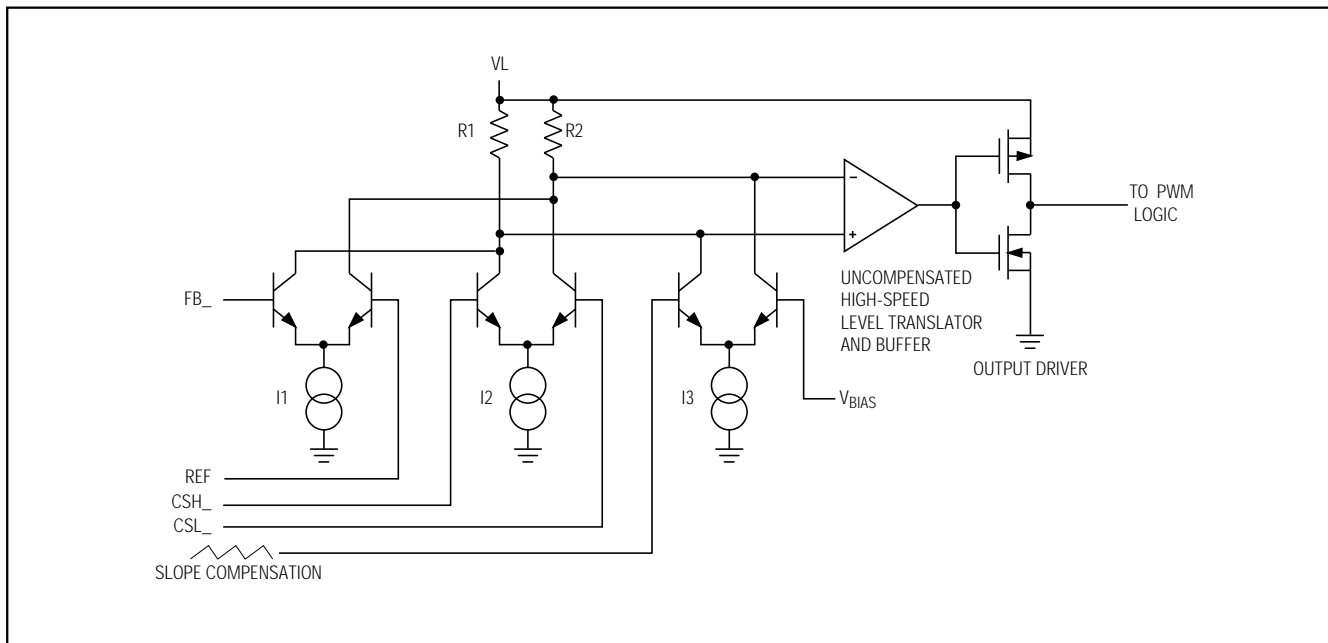 VL
R1
R2
−
+
TO PWM
LOGIC
FB_
UNCOMPENSATED
HIGH-SPEED
LEVEL TRANSLATOR
AND BUFFER
OUTPUT DRIVER
I1
I2
I3
VBIAS
REF
CSH_
CSL_
SLOPE COMPENSATION